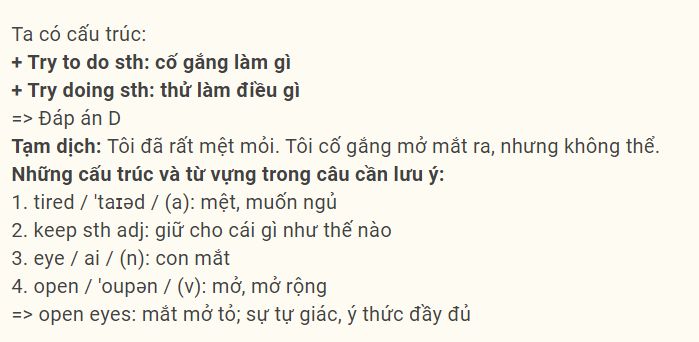 Ta có cấu trúc:
+ Try to do sth: cố gắng làm gì
+ Try doing sth: thử làm điều gì
=> Đáp án D
Tạm dịch: Tôi đã rất mệt mỏi. Tôi cố gắng mở mắt ra, nhưng không thể.
Những cấu trúc và từ vựng trong câu cần lưu ý:
1. tired / 'taɪəd / (a): mệt, muốn ngủ
2. keep sth adj: giữ cho cái gì như thế nào
3. eye / ai / (n): con mắt
4. open / 'oupən / (v): mở, mở rộng
=> open eyes: mắt mở tỏ; sự tự giác, ý thức đầy đủ